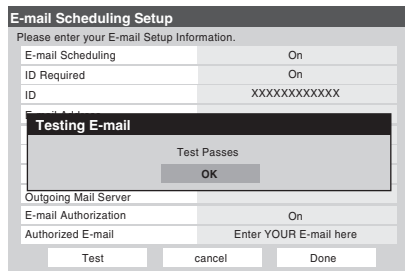 E-mail Scheduling Setup
Please enter your E-mail Setup Information.
E-mail Scheduling On
ID Required On
ID XXXXXXXXXXXX
Testing E-mail
Test Passes
OK
Outgoing Mail Server
E-mail Authorization On
Authorized E-mail Enter YOUR E-mail here
Test cancel Done